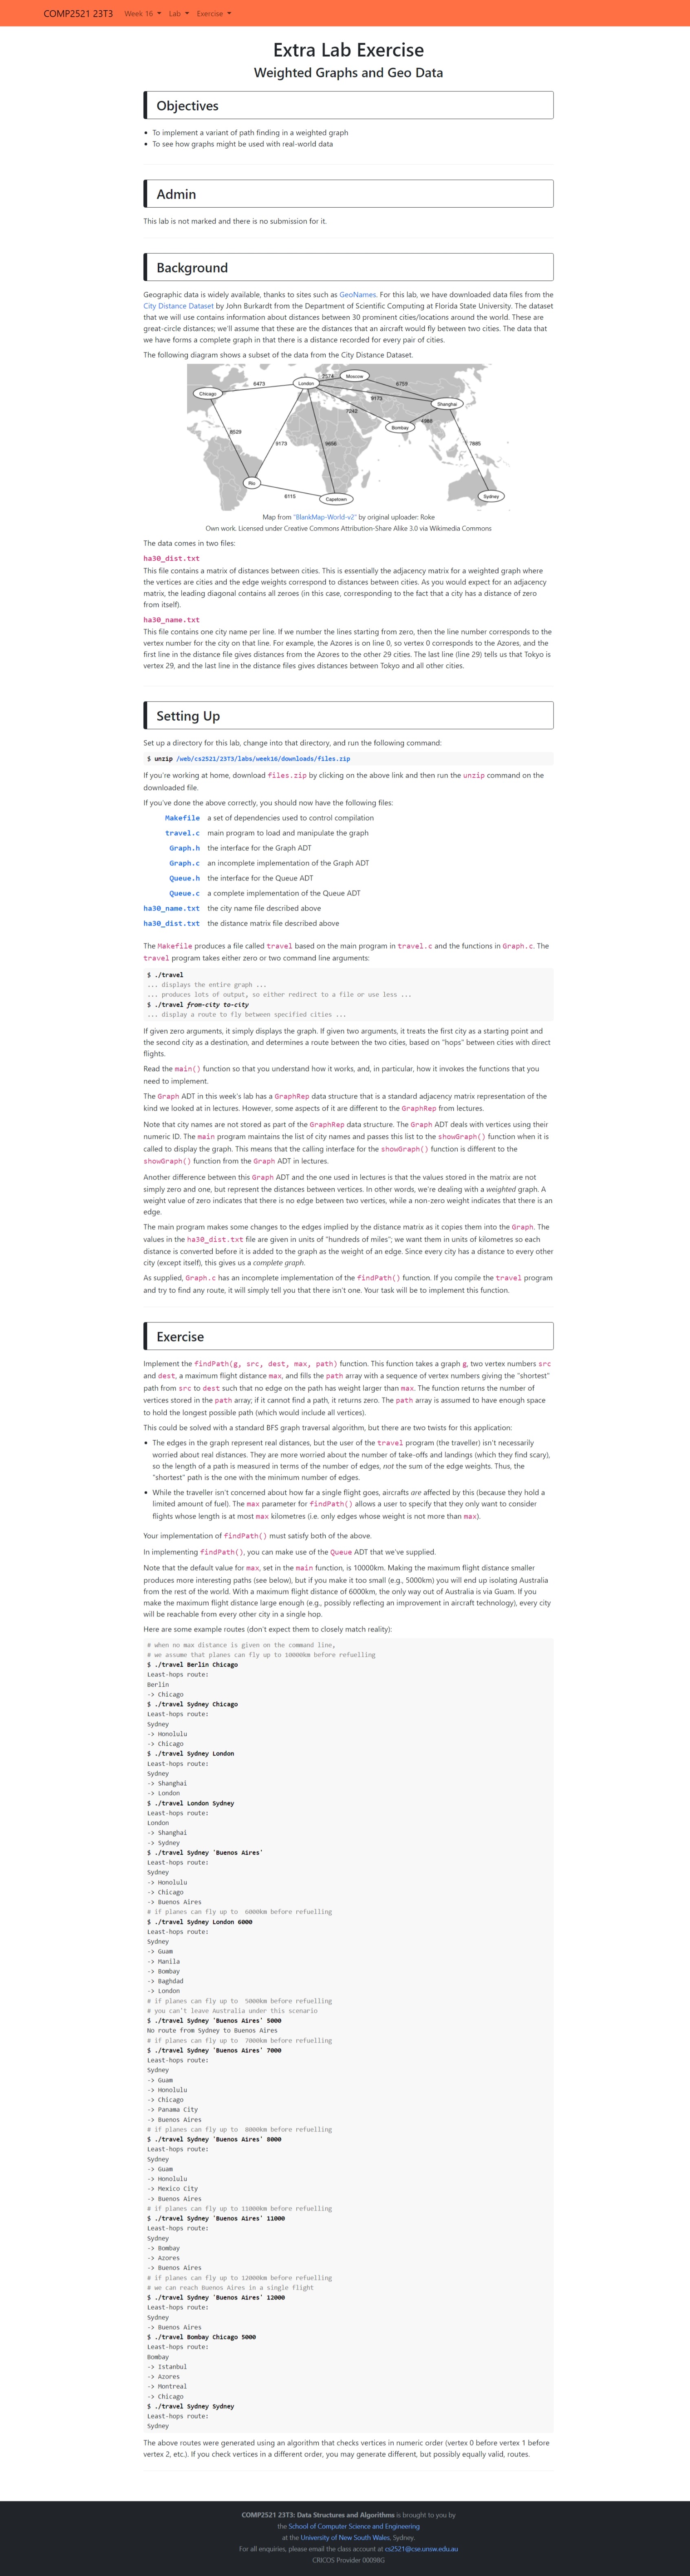 COMP2521 23T3 Week 16 Lab Exercise
Extra Lab Exercise
Weighted Graphs and Geo Data
Objectives
To implement a variant of path finding in a weighted graph
To see how graphs might be used with real-world data
Admin
This lab is not marked and there is no submission for it.
Background
Geographic data is widely available, thanks to sites such as GeoNames. For this lab, we have downloaded data files from the
City Distance Dataset by John Burkardt from the Department of Scientific Computing at Florida State University. The dataset
that we will use contains information about distances between 30 prominent cities/locations around the world. These are
great-circle distances; we'll assume that these are the distances that an aircraft would fly between two cities. The data that
we have forms a complete graph in that there is a distance recorded for every pair of cities.
The following diagram shows a subset of the data from the City Distance Dataset.
Moscow
2574
London
6473
6759
Chicago
9173
Shanghai
7242
Bombay
4989
8529
9173
9656
7885
Rio
6115
Capetown
Sydney
Map from "BlankMap-World-v2" by original uploader: Roke
Own work. Licensed under Creative Commons Attribution-Share Alike 3.0 via Wikimedia Commons
The data comes in two files:
ha30_dist.txt
This file contains a matrix of distances between cities. This is essentially the adjacency matrix for a weighted graph where
the vertices are cities and the edge weights correspond to distances between cities. As you would expect for an adjacency
matrix, the leading diagonal contains all zeroes (in this case, corresponding to the fact that a city has a distance of zero
from itself).
ha30_name.txt
This file contains one city name per line. If we number the lines starting from zero, then the line number corresponds to the
vertex number for the city on that line. For example, the Azores is on line 0, so vertex 0 corresponds to the Azores, and the
first line in the distance file gives distances from the Azores to the other 29 cities. The last line (line 29) tells us that Tokyo is
vertex 29, and the last line in the distance files gives distances between Tokyo and all other cities.
Setting Up
Set up a directory for this lab, change into that directory, and run the following command:
$ unzip /web/cs2521/23T3/labs/week16/downloads/files.zip
If you're working at home, download files.zip by clicking on the above link and then run the unzip command on the
downloaded file.
If you've done the above correctly, you should now have the following files:
Makefile a set of dependencies used to control compilation
travel.c main program to load and manipulate the graph
Graph.h the interface for the Graph ADT
Graph.c an incomplete implementation of the Graph ADT
Queue.h the interface for the Queue ADT
Queue.c a complete implementation of the Queue ADT
ha30_name.txt the city name file described above
ha30_dist.txt the distance matrix file described above
The Makefile produces a file called travel based on the main program in travel.c and the functions in Graph.c. The
travel program takes either zero or two command line arguments:
$ ./travel
... displays the entire graph ...
... produces lots of output, so either redirect to a file or use less ...
$ ./travel from-city to-city
... display a route to fly between specified cities ...
If given zero arguments, it simply displays the graph. If given two arguments, it treats the first city as a starting point and
the second city as a destination, and determines a route between the two cities, based on "hops" between cities with direct
flights.
Read the main() function so that you understand how it works, and, in particular, how it invokes the functions that you
need to implement.
The Graph ADT in this week's lab has a GraphRep data structure that is a standard adjacency matrix representation of the
kind we looked at in lectures. However, some aspects of it are different to the GraphRep from lectures.
Note that city names are not stored as part of the GraphRep data structure. The Graph ADT deals with vertices using their
numeric ID. The main program maintains the list of city names and passes this list to the showGraph() function when it is
called to display the graph. This means that the calling interface for the showGraph() function is different to the
showGraph() function from the Graph ADT in lectures.
Another difference between this Graph ADT and the one used in lectures is that the values stored in the matrix are not
simply zero and one, but represent the distances between vertices. In other words, we're dealing with a weighted graph. A
weight value of zero indicates that there is no edge between two vertices, while a non-zero weight indicates that there is an
edge.
The main program makes some changes to the edges implied by the distance matrix as it copies them into the Graph. The
values in the ha30_dist.txt file are given in units of "hundreds of miles"; we want them in units of kilometres so each
distance is converted before it is added to the graph as the weight of an edge. Since every city has a distance to every other
city (except itself), this gives us a complete graph.
As supplied, Graph.c has an incomplete implementation of the findPath() function. If you compile the travel program
and try to find any route, it will simply tell you that there isn't one. Your task will be to implement this function.
Exercise
Implement the findPath(g, src, dest, max, path) function. This function takes a graph g, two vertex numbers src
and dest, a maximum flight distance max, and fills the path array with a sequence of vertex numbers giving the "shortest"
path from src to dest such that no edge on the path has weight larger than max. The function returns the number of
vertices stored in the path array; if it cannot find a path, it returns zero. The path array is assumed to have enough space
to hold the longest possible path (which would include all vertices).
This could be solved with a standard BFS graph traversal algorithm, but there are two twists for this application:
The edges in the graph represent real distances, but the user of the travel program (the traveller) isn't necessarily
worried about real distances. They are more worried about the number of take-offs and landings (which they find scary),
so the length of a path is measured in terms of the number of edges, not the sum of the edge weights. Thus, the
"shortest" path is the one with the minimum number of edges.
While the traveller isn't concerned about how far a single flight goes, aircrafts are affected by this (because they hold a
limited amount of fuel). The max parameter for findPath() allows a user to specify that they only want to consider
flights whose length is at most max kilometres (i.e. only edges whose weight is not more than max).
Your implementation of findPath() must satisfy both of the above.
In implementing findPath(), you can make use of the Queue ADT that we've supplied.
Note that the default value for max, set in the main function, is 10000km. Making the maximum flight distance smaller
produces more interesting paths (see below), but if you make it too small (e.g., 5000km) you will end up isolating Australia
from the rest of the world. With a maximum flight distance of 6000km, the only way out of Australia is via Guam. If you
make the maximum flight distance large enough (e.g., possibly reflecting an improvement in aircraft technology), every city
will be reachable from every other city in a single hop.
Here are some example routes (don't expect them to closely match reality):
# when no max distance is given on the command line,
# we assume that planes can fly up to 10000km before refuelling
$ ./travel Berlin Chicago
Least-hops route:
Berlin
-> Chicago
$ ./travel Sydney Chicago
Least-hops route:
Sydney
-> Honolulu
-> Chicago
$ ./travel Sydney London
Least-hops route:
Sydney
-> Shanghai
-> London
$ ./travel London Sydney
Least-hops route:
London
-> Shanghai
-> Sydney
$ ./travel Sydney 'Buenos Aires'
Least-hops route:
Sydney
-> Honolulu
-> Chicago
-> Buenos Aires
# if planes can fly up to  6000km before refuelling
$ ./travel Sydney London 6000
Least-hops route:
Sydney
-> Guam
-> Manila
-> Bombay
-> Baghdad
-> London
# if planes can fly up to  5000km before refuelling
# you can't leave Australia under this scenario
$ ./travel Sydney 'Buenos Aires' 5000
No route from Sydney to Buenos Aires
# if planes can fly up to  7000km before refuelling
$ ./travel Sydney 'Buenos Aires' 7000
Least-hops route:
Sydney
-> Guam
-> Honolulu
-> Chicago
-> Panama City
-> Buenos Aires
# if planes can fly up to  8000km before refuelling
$ ./travel Sydney 'Buenos Aires' 8000
Least-hops route:
Sydney
-> Guam
-> Honolulu
-> Mexico City
-> Buenos Aires
# if planes can fly up to 11000km before refuelling
$ ./travel Sydney 'Buenos Aires' 11000
Least-hops route:
Sydney
-> Bombay
-> Azores
-> Buenos Aires
# if planes can fly up to 12000km before refuelling
# we can reach Buenos Aires in a single flight
$ ./travel Sydney 'Buenos Aires' 12000
Least-hops route:
Sydney
-> Buenos Aires
$ ./travel Bombay Chicago 5000
Least-hops route:
Bombay
-> Istanbul
-> Azores
-> Montreal
-> Chicago
$ ./travel Sydney Sydney
Least-hops route:
Sydney
The above routes were generated using an algorithm that checks vertices in numeric order (vertex 0 before vertex 1 before
vertex 2, etc.). If you check vertices in a different order, you may generate different, but possibly equally valid, routes.
COMP2521 23T3: Data Structures and Algorithms is brought to you by
the School of Computer Science and Engineering
at the University of New South Wales, Sydney.
For all enquiries, please email the class account at cs2521@cse.unsw.edu.au
CRICOS Provider 00098G